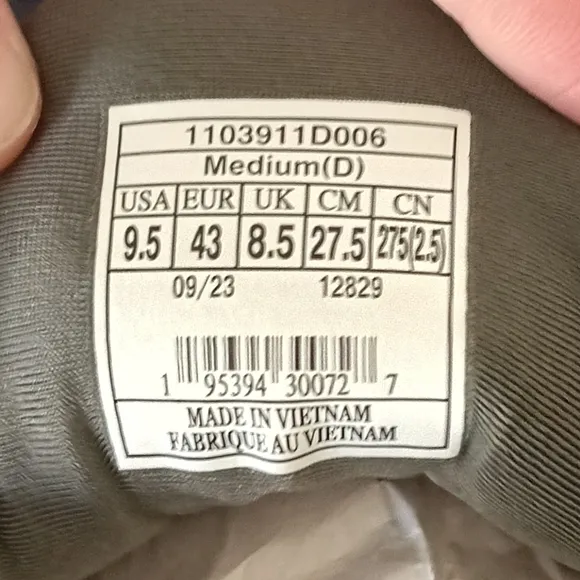 1103911D006
Medium(D)
USA EUR UK CM CN
9.5 43 8.5 27.5 275(2.5)
09/23 12829
1 95394 30072 7
MADE IN VIETNAM
FABRIQUE AU VIETNAM